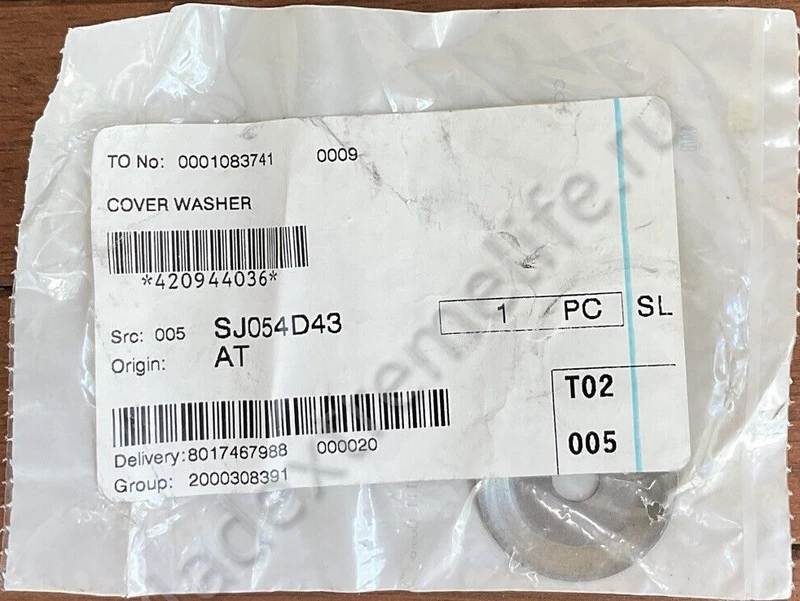 TO No: 0001083741 0009
COVER WASHER
*420944036*
Src: 005 SJ054D43
1 PC SL
Origin: AT
T02
Delivery: 8017467988 000020
005
Group: 2000308391